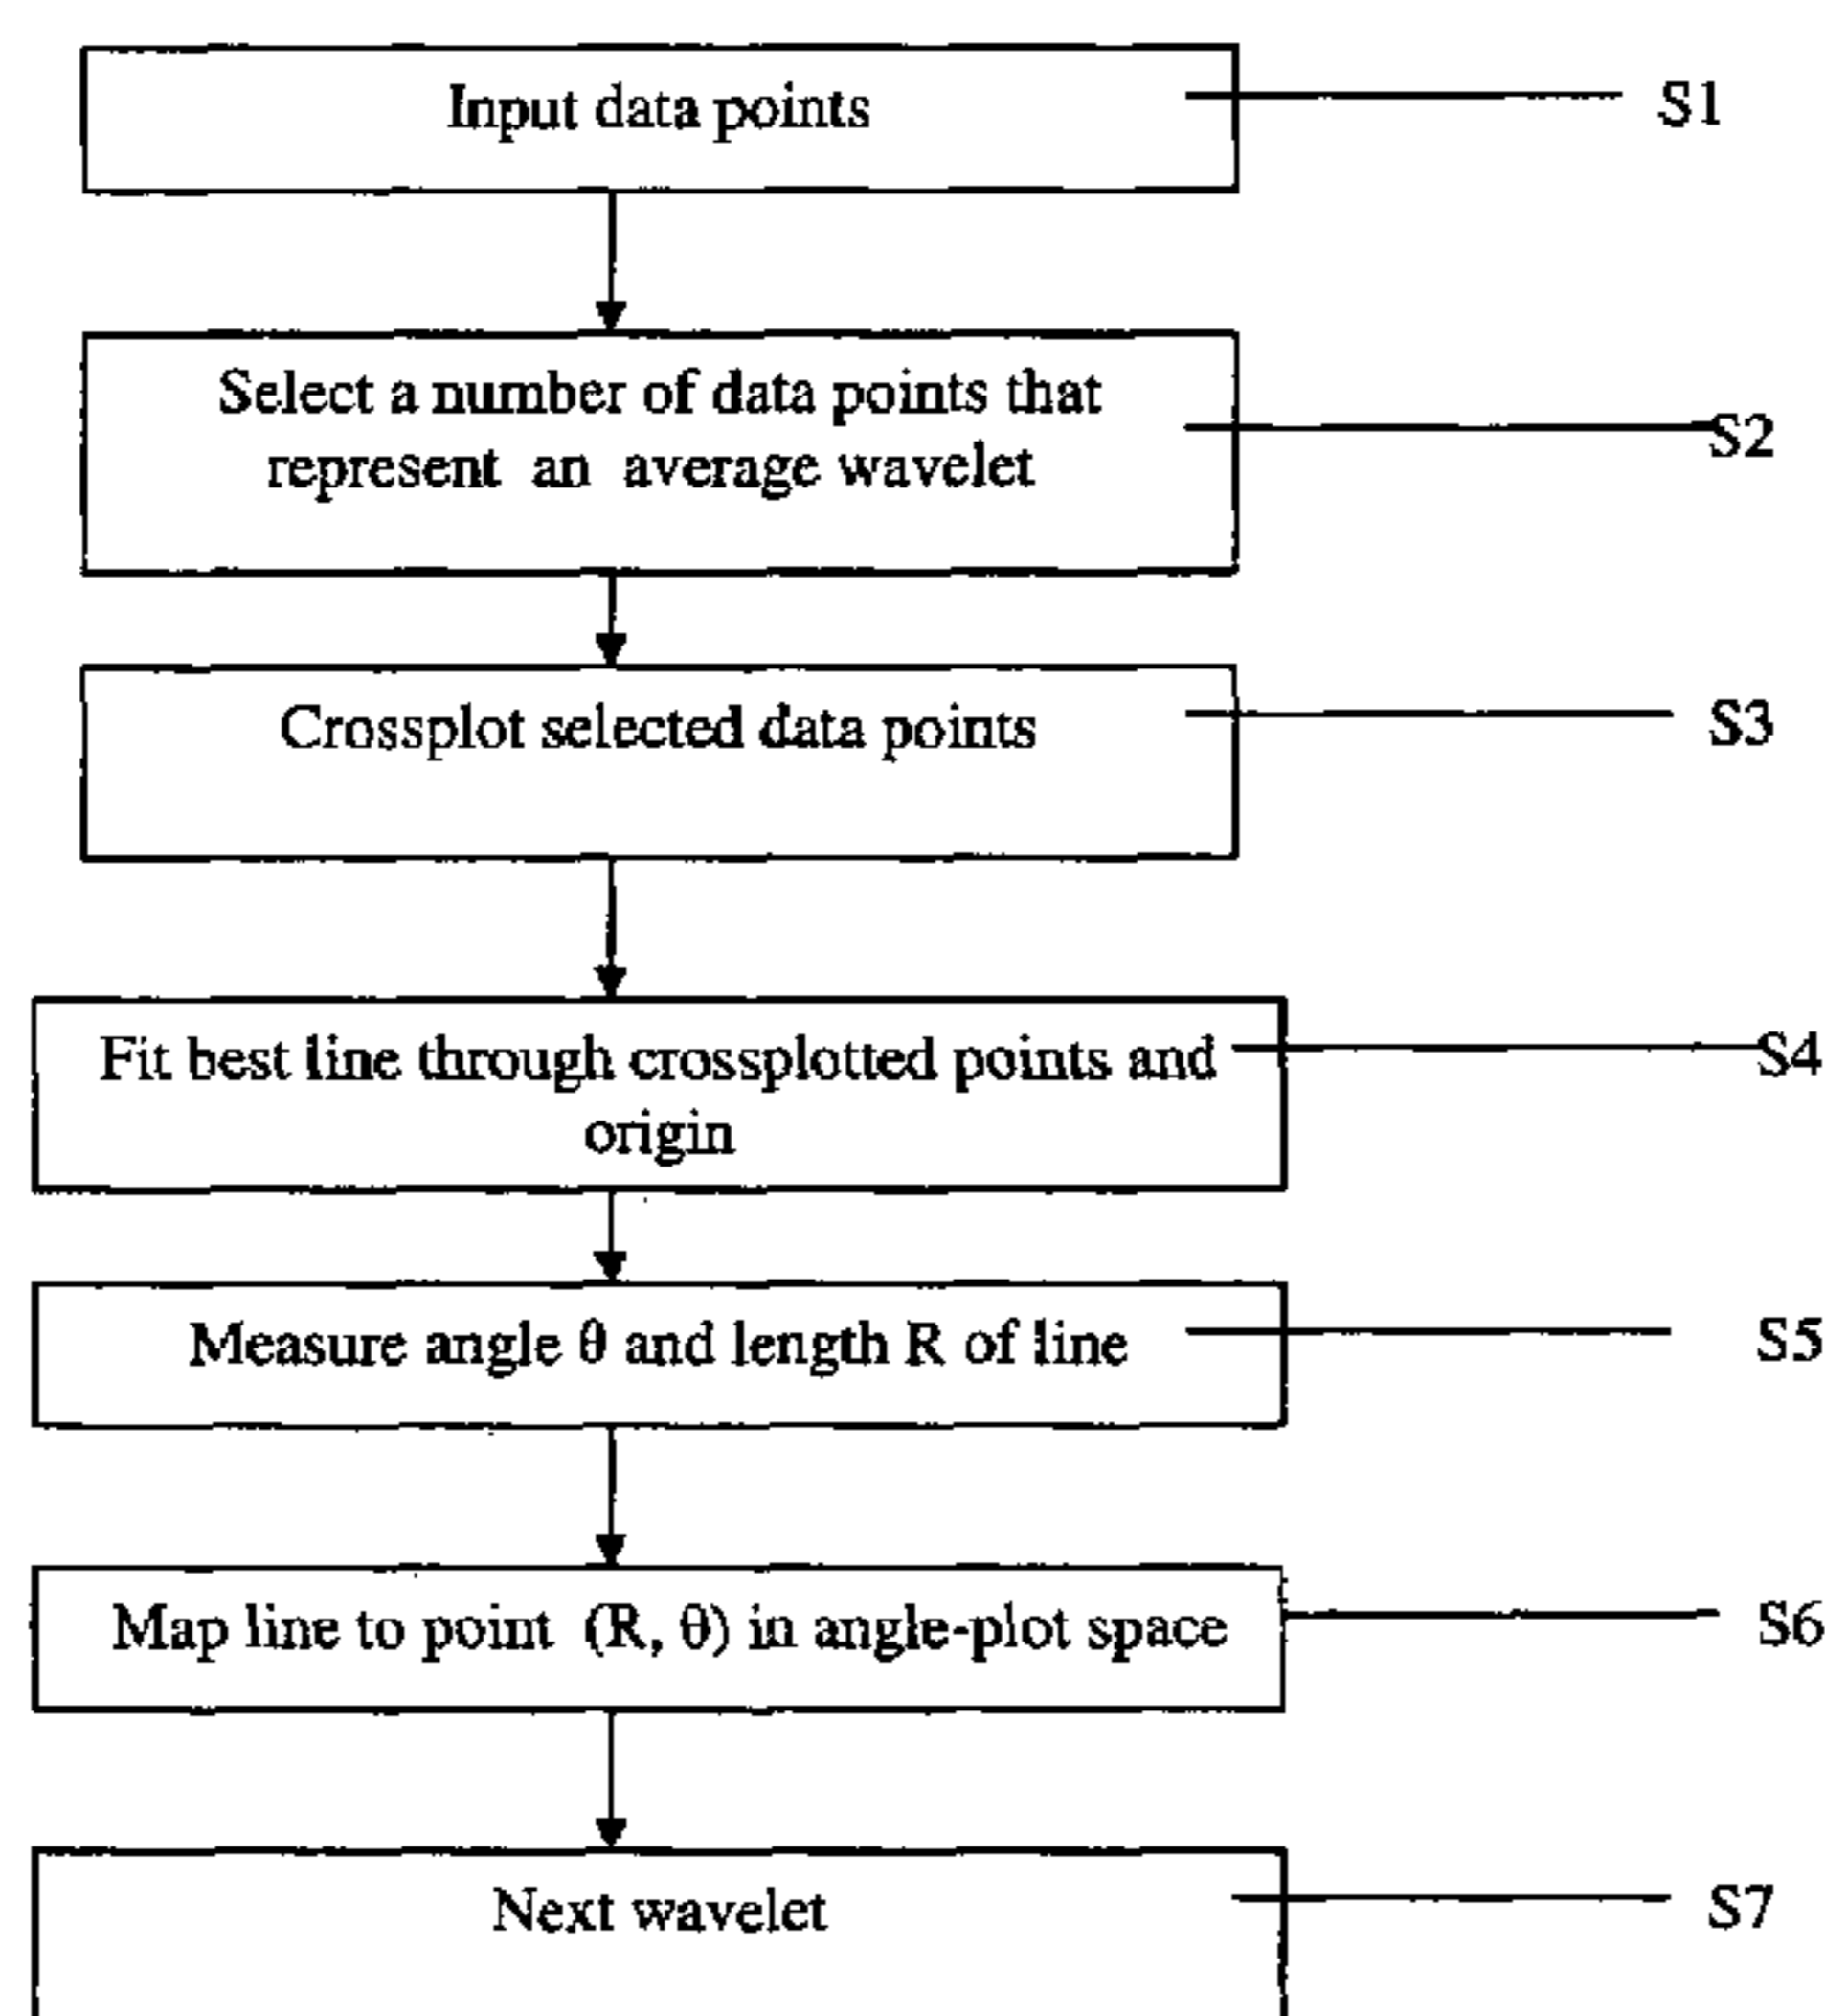 Input data points
S1
Select a number of data points that
represent an average wavelet
S2
Crossplot selected data points
S3
Fit best line through crossplotted points and
origin
S4
Measure angle θ and length R of line
S5
Map line to point (R, θ) in angle-plot space
S6
Next wavelet
S7